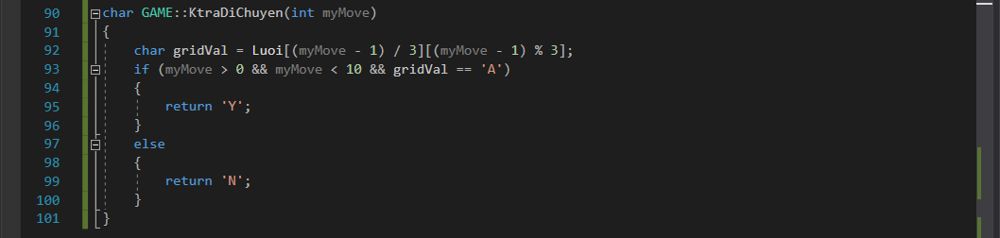 90 char GAME::KtraDiChuyen(int myMove)
91 {
92     char gridVal = Luoi[(myMove - 1) / 3][(myMove - 1) % 3];
93     if (myMove > 0 && myMove < 10 && gridVal == 'A')
94     {
95         return 'Y';
96     }
97     else
98     {
99         return 'N';
100     }
101 }